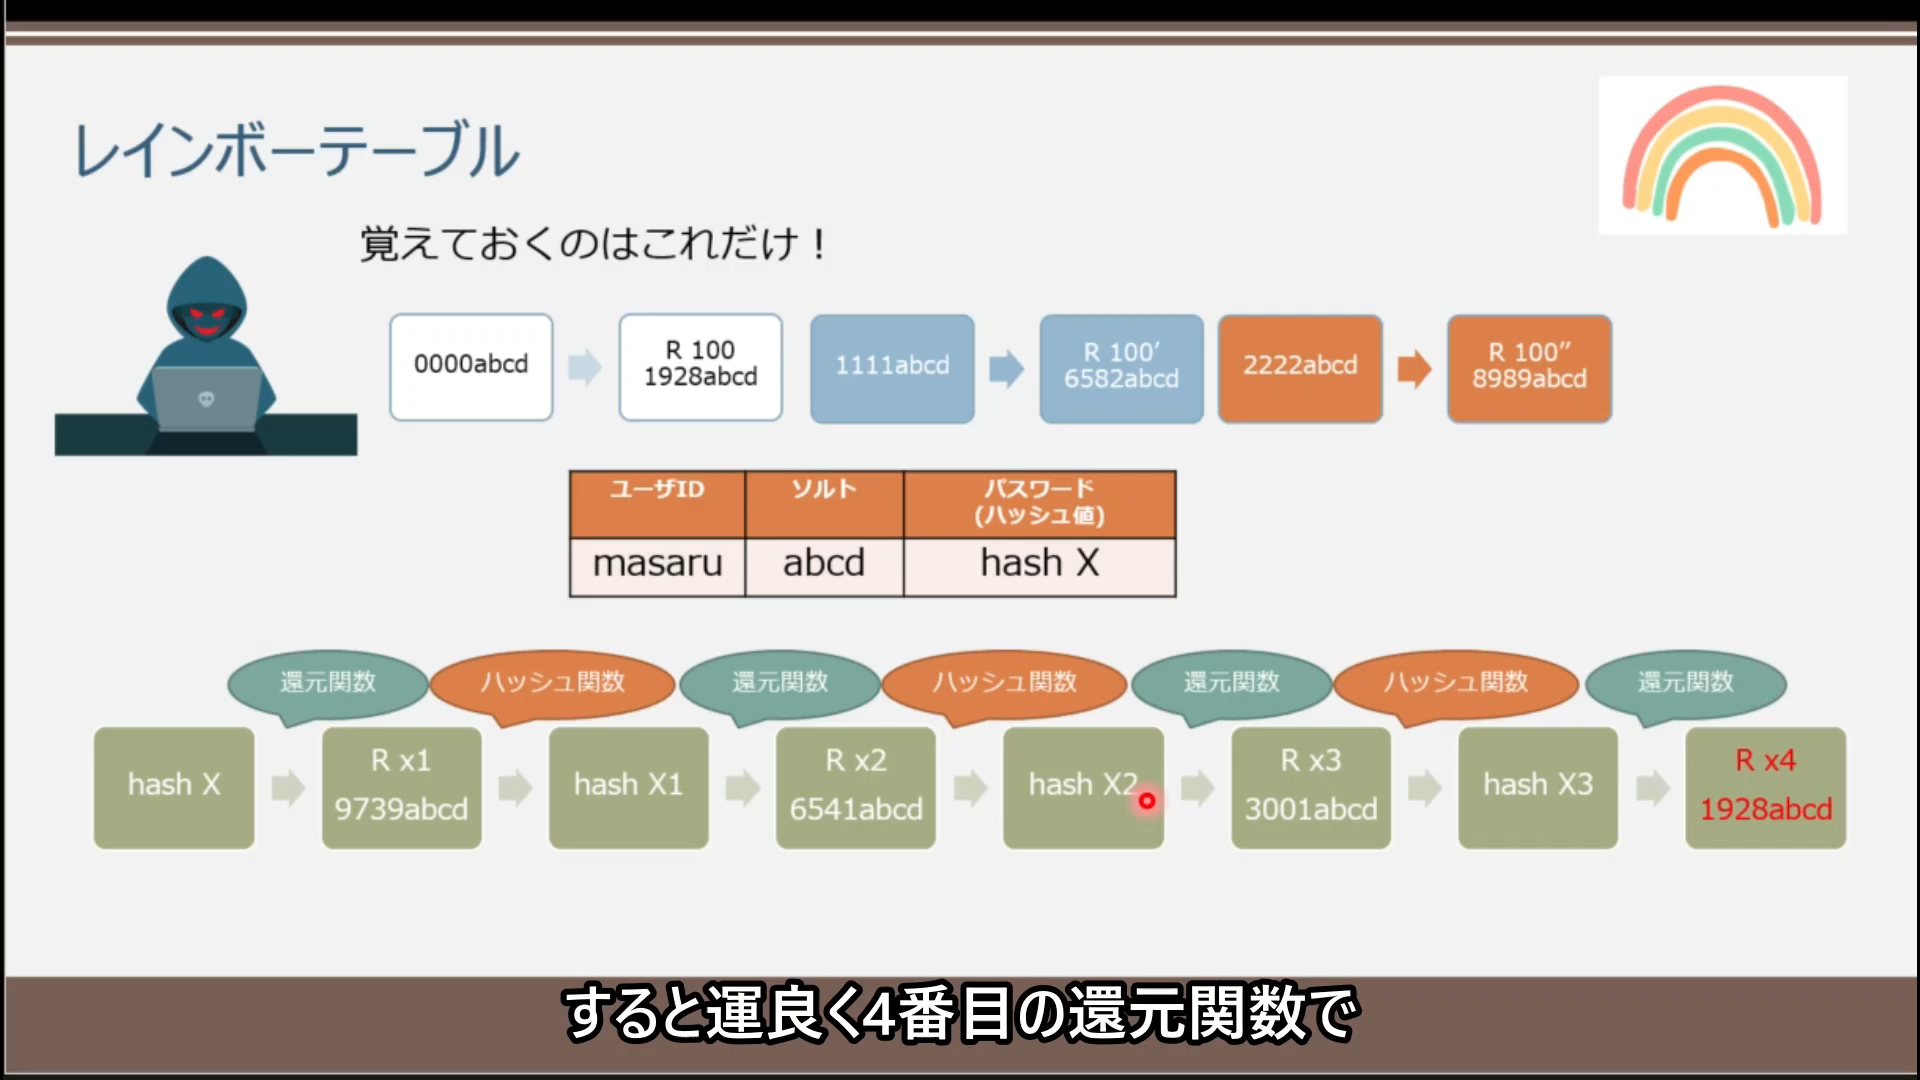 レインボーテーブル
覚えておくのはこれだけ！
0000abcd
R 100
1928abcd
1111abcd
R 100′
6582abcd
2222abcd
R 100″
8989abcd
ユーザID
ソルト
パスワード
(ハッシュ値)
masaru
abcd
hash X
還元関数
ハッシュ関数
還元関数
ハッシュ関数
還元関数
ハッシュ関数
還元関数
hash X
R x1
9739abcd
hash X1
R x2
6541abcd
hash X2
R x3
3001abcd
hash X3
R x4
1928abcd
すると運良く4番目の還元関数で